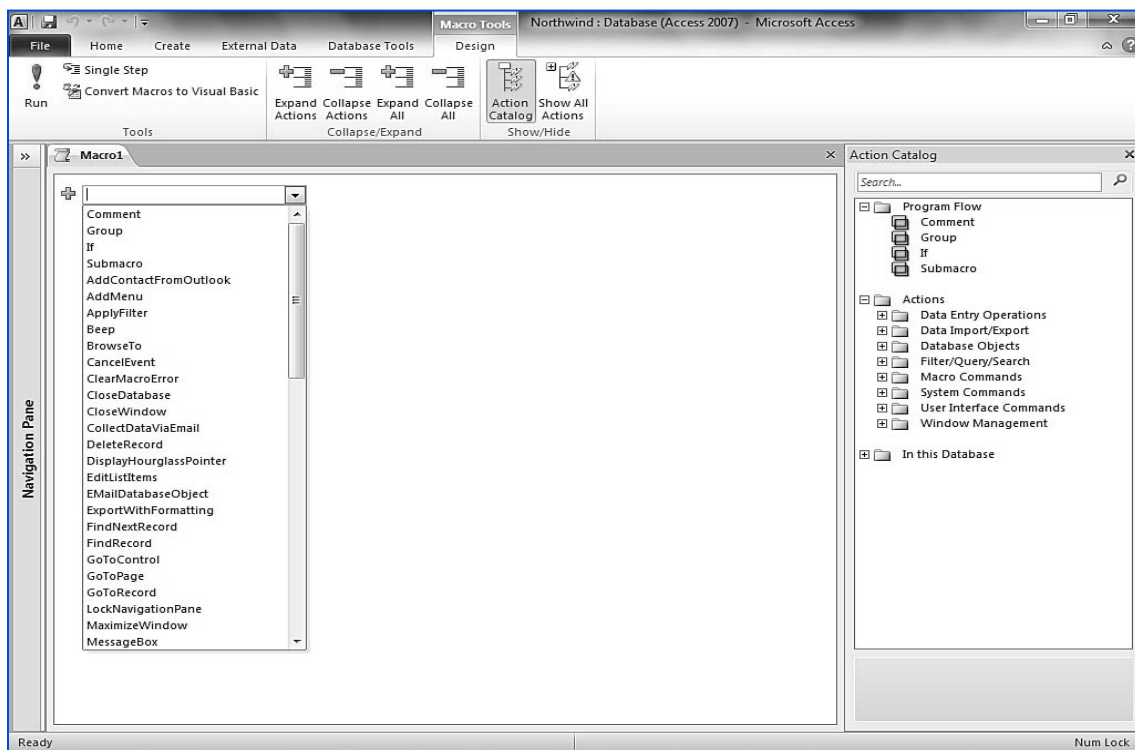 A
Macro Tools
Northwind : Database (Access 2007) - Microsoft Access
File Home Create External Data Database Tools Design
Run
Single Step
Convert Macros to Visual Basic
Tools
Expand Actions
Collapse Actions
Expand All
Collapse All
Collapse/Expand
Action Catalog
Show All Actions
Show/Hide
Macro1
Navigation Pane
Comment
Group
If
Submacro
AddContactFromOutlook
AddMenu
ApplyFilter
Beep
BrowseTo
CancelEvent
ClearMacroError
CloseDatabase
CloseWindow
CollectDataViaEmail
DeleteRecord
DisplayHourglassPointer
EditListItems
EMailDatabaseObject
ExportWithFormatting
FindNextRecord
FindRecord
GoToControl
GoToPage
GoToRecord
LockNavigationPane
MaximizeWindow
MessageBox
Action Catalog
Search...
Program Flow
Comment
Group
If
Submacro
Actions
Data Entry Operations
Data Import/Export
Database Objects
Filter/Query/Search
Macro Commands
System Commands
User Interface Commands
Window Management
In this Database
Ready
Num Lock